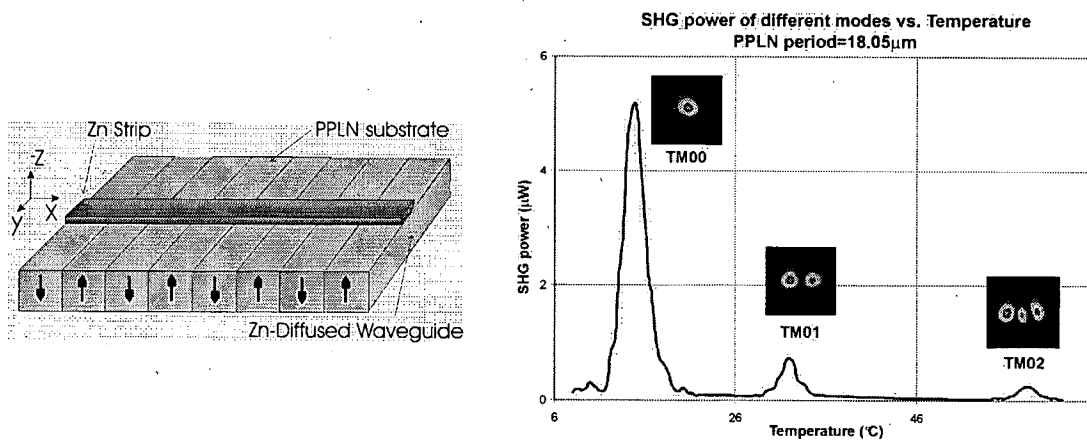 Zn Strip
PPLN substrate
-Z
X
Y
Zn-Diffused Waveguide
SHG power of different modes vs. Temperature
PPLN period=18.05µm
SHG power (µW)
6
4
2
0
TM00
TM01
TM02
6
26
46
Temperature (°C)